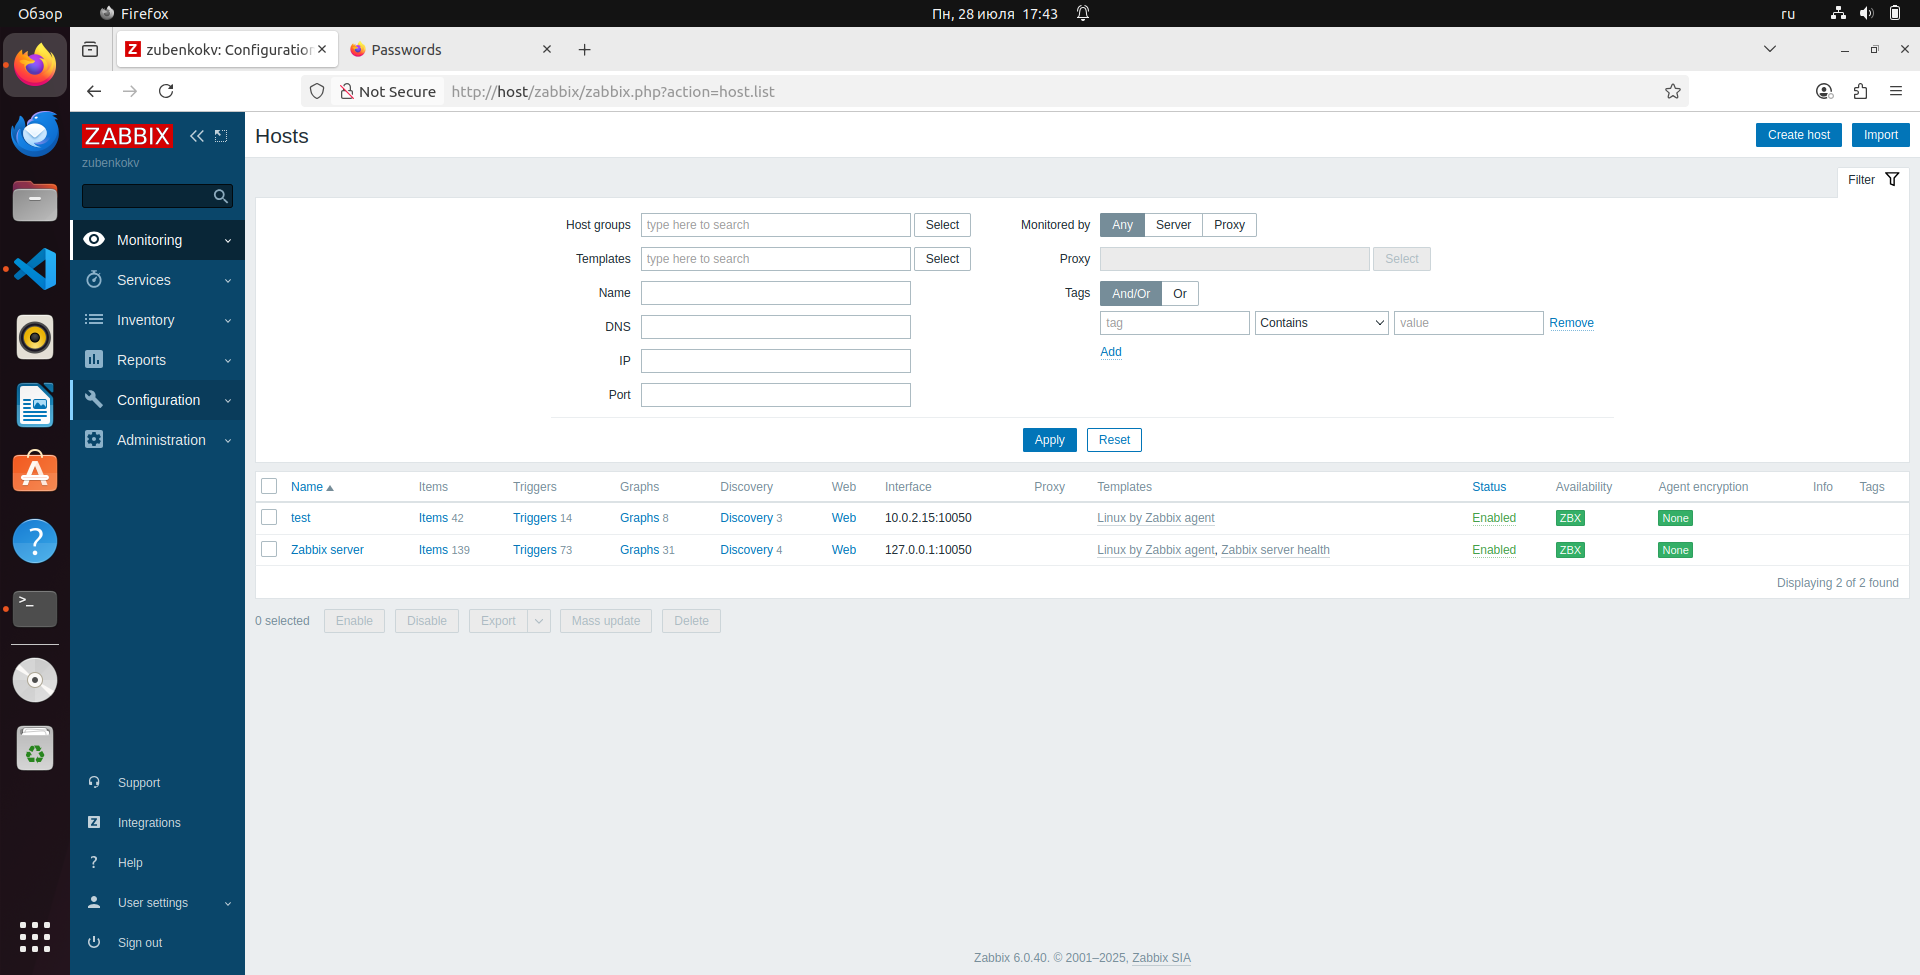 Обзор Firefox Пн, 28 июля 17:43 ru
zubenkokv: Configuration Passwords
Not Secure http://host/zabbix/zabbix.php?action=host.list
ZABBIX
zubenkokv
Monitoring
Services
Inventory
Reports
Configuration
Administration
Support
Integrations
Help
User settings
Sign out
Hosts Create host Import
Filter
Host groups type here to search Select
Templates type here to search Select
Name
DNS
IP
Port
Monitored by Any Server Proxy
Proxy Select
Tags And/Or Or
tag Contains value Remove
Add
Apply Reset
Name Items Triggers Graphs Discovery Web Interface Proxy Templates Status Availability Agent encryption Info Tags
test Items 42 Triggers 14 Graphs 8 Discovery 3 Web 10.0.2.15:10050 Linux by Zabbix agent Enabled ZBX None
Zabbix server Items 139 Triggers 73 Graphs 31 Discovery 4 Web 127.0.0.1:10050 Linux by Zabbix agent, Zabbix server health Enabled ZBX None
Displaying 2 of 2 found
0 selected Enable Disable Export Mass update Delete
Zabbix 6.0.40. © 2001–2025, Zabbix SIA